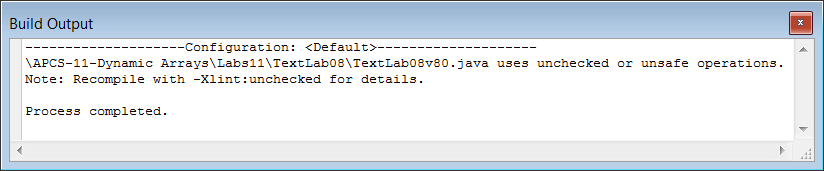 Build Output
x
--------------------Configuration: <Default>--------------------
\APCS-11-Dynamic Arrays\Labs11\TextLab08\TextLab08v80.java uses unchecked or unsafe operations.
Note: Recompile with -Xlint:unchecked for details.
Process completed.